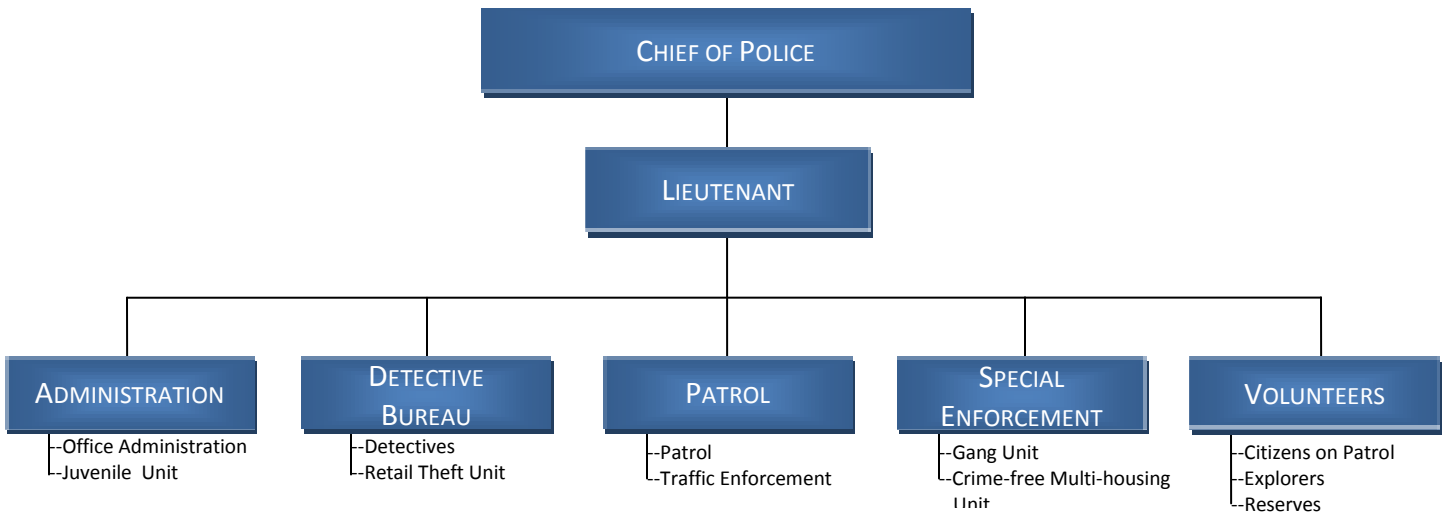 CHIEF OF POLICE
LIEUTENANT
ADMINISTRATION
--Office Administration
--Juvenile Unit
DETECTIVE
BUREAU
--Detectives
--Retail Theft Unit
PATROL
--Patrol
--Traffic Enforcement
SPECIAL
ENFORCEMENT
--Gang Unit
--Crime-free Multi-housing
Unit
VOLUNTEERS
--Citizens on Patrol
--Explorers
--Reserves